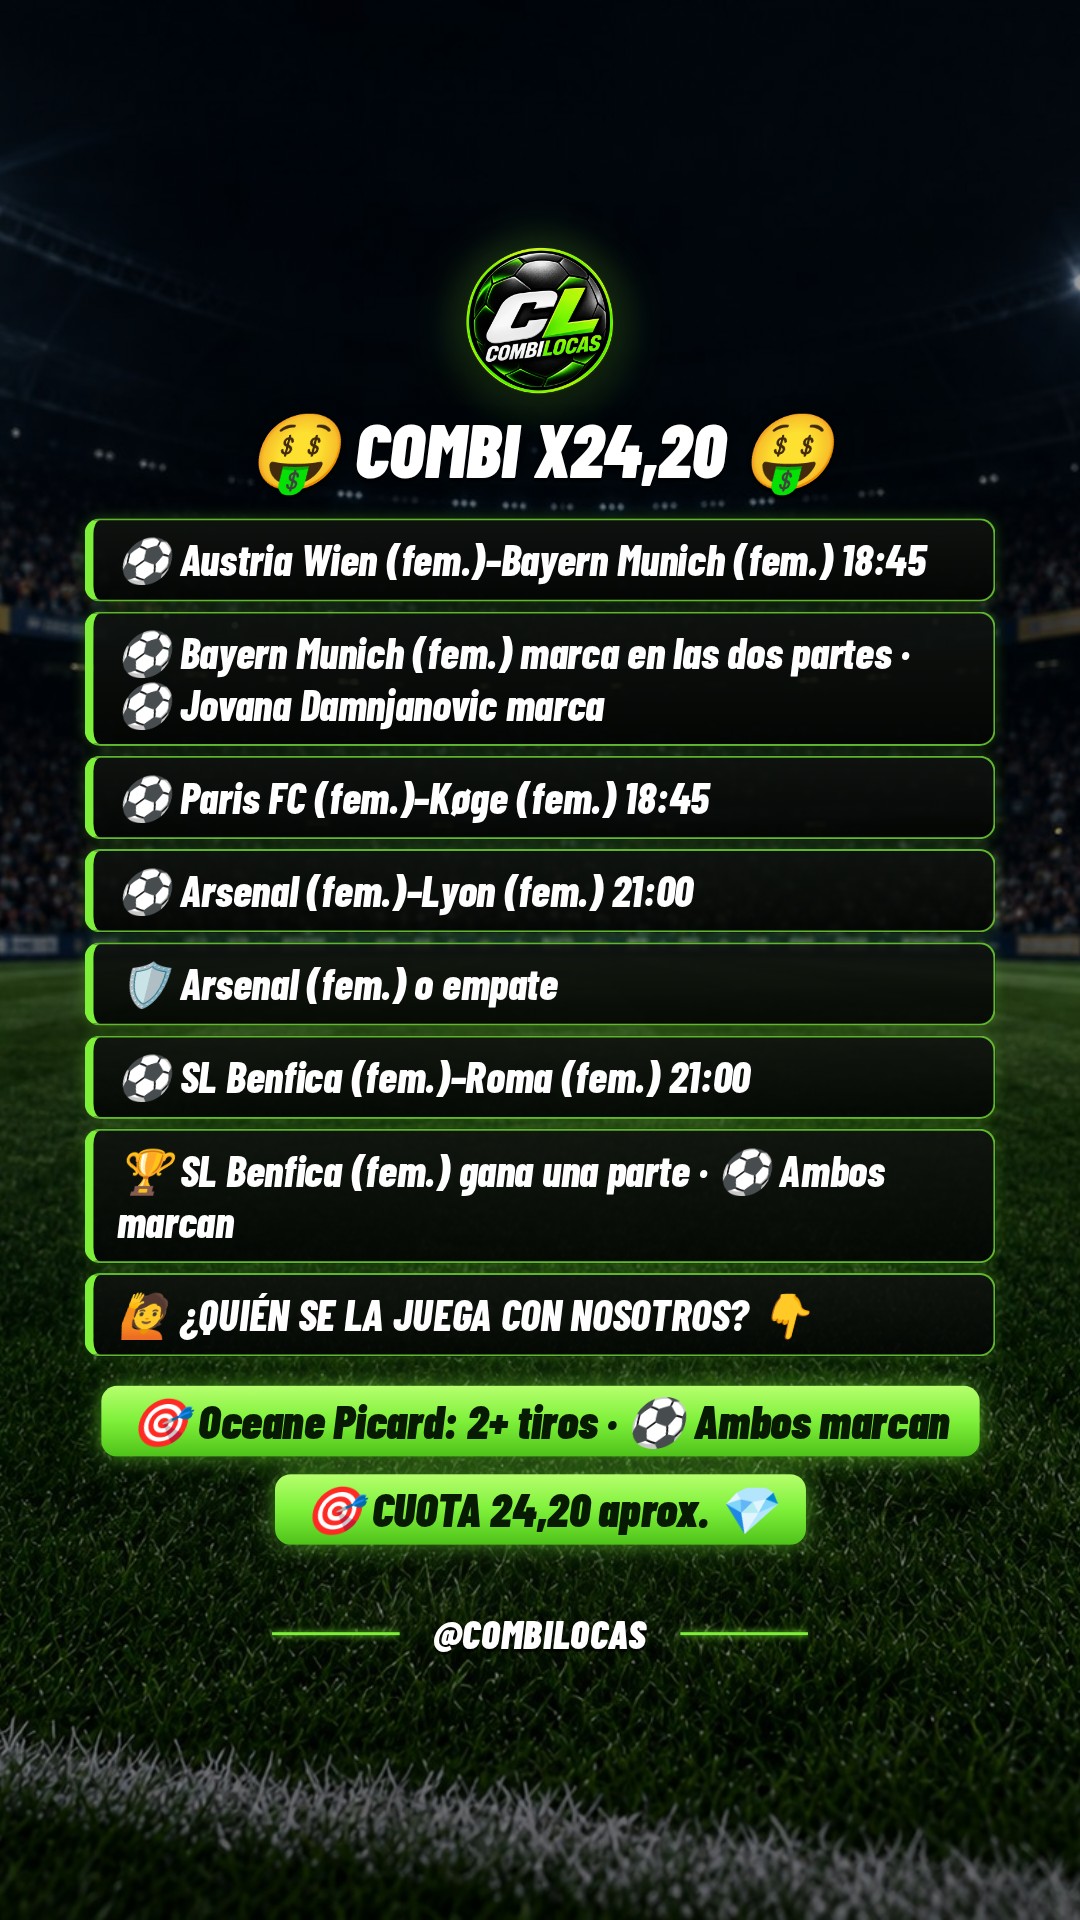 CL
COMBILOCAS
🤑 COMBI X24,20 🤑
⚽ Austria Wien (fem.)–Bayern Munich (fem.) 18:45
⚽ Bayern Munich (fem.) marca en las dos partes ·
⚽ Jovana Damnjanovic marca
⚽ Paris FC (fem.)–Køge (fem.) 18:45
⚽ Arsenal (fem.)–Lyon (fem.) 21:00
🛡️ Arsenal (fem.) o empate
⚽ SL Benfica (fem.)–Roma (fem.) 21:00
🏆 SL Benfica (fem.) gana una parte · ⚽ Ambos
marcan
🙋 ¿QUIÉN SE LA JUEGA CON NOSOTROS? 👇
🎯 Oceane Picard: 2+ tiros · ⚽ Ambos marcan
🎯 CUOTA 24,20 aprox. 💎
@COMBILOCAS